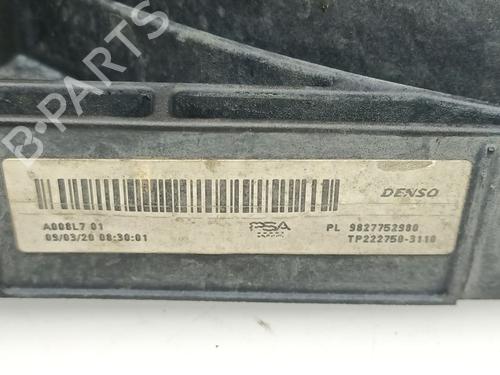 B-PARTS
DENSO
A008L7 01
PSA
PL 9827752980
09/03/20 08:30:01
TP222750-3110